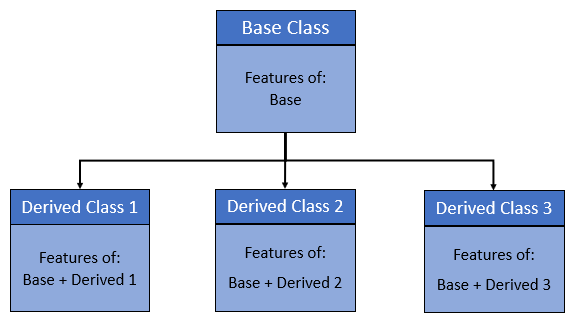 Base Class
Features of:
Base
Derived Class 1
Features of:
Base + Derived 1
Derived Class 2
Features of:
Base + Derived 2
Derived Class 3
Features of:
Base + Derived 3